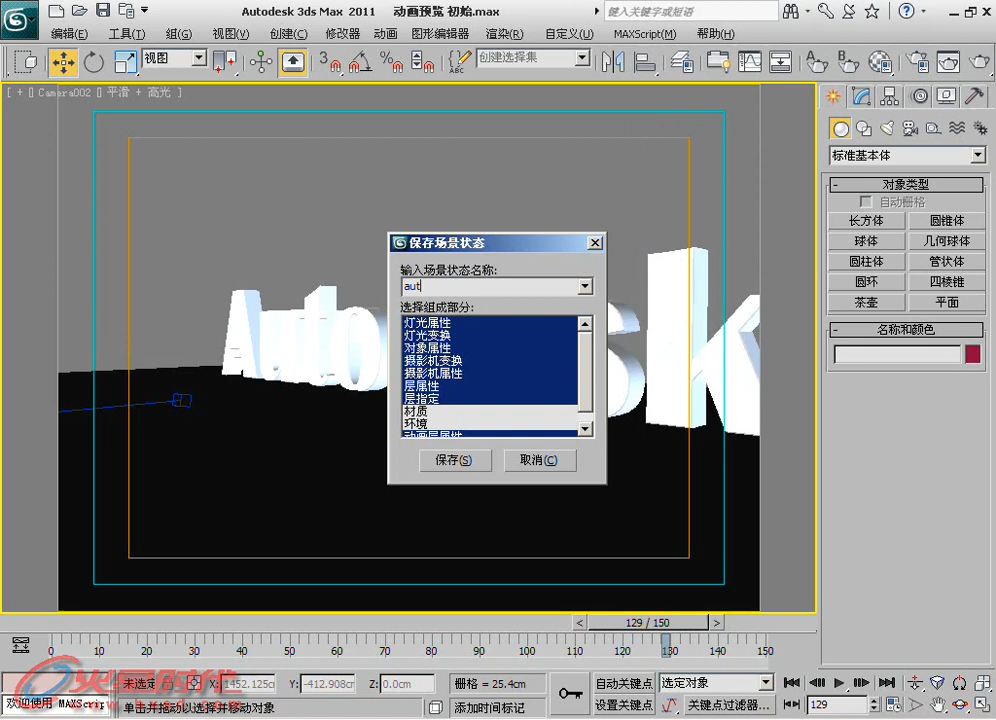 Autodesk 3ds Max 2011 动画预览 初始.max
键入关键字或短语
编辑(E) 工具(T) 组(G) 视图(V) 创建(C) 修改器 动画 图形编辑器 渲染(R) 自定义(U) MAXScript(M) 帮助(H)
视图
创建选择集
[ + [] Camera002 [] 平滑 + 高光 ]
标准基本体
- 对象类型
自动栅格
长方体 圆锥体
球体 几何球体
圆柱体 管状体
圆环 四棱锥
茶壶 平面
- 名称和颜色
保存场景状态
输入场景状态名称:
aut
选择组成部分:
灯光属性
灯光变换
对象属性
摄影机变换
摄影机属性
层属性
层指定
材质
环境
动画层属性
保存(S) 取消(C)
129 / 150
0 10 20 30 40 50 60 70 80 90 100 110 120 130 140 150
未选定 X: 1452.125cm Y: -412.908cm Z: 0.0cm 栅格 = 25.4cm 自动关键点 选定对象
火星时代
欢迎使用 MAXScrip 单击并拖动以选择并移动对象 添加时间标记 设置关键点 关键点过滤器... 129